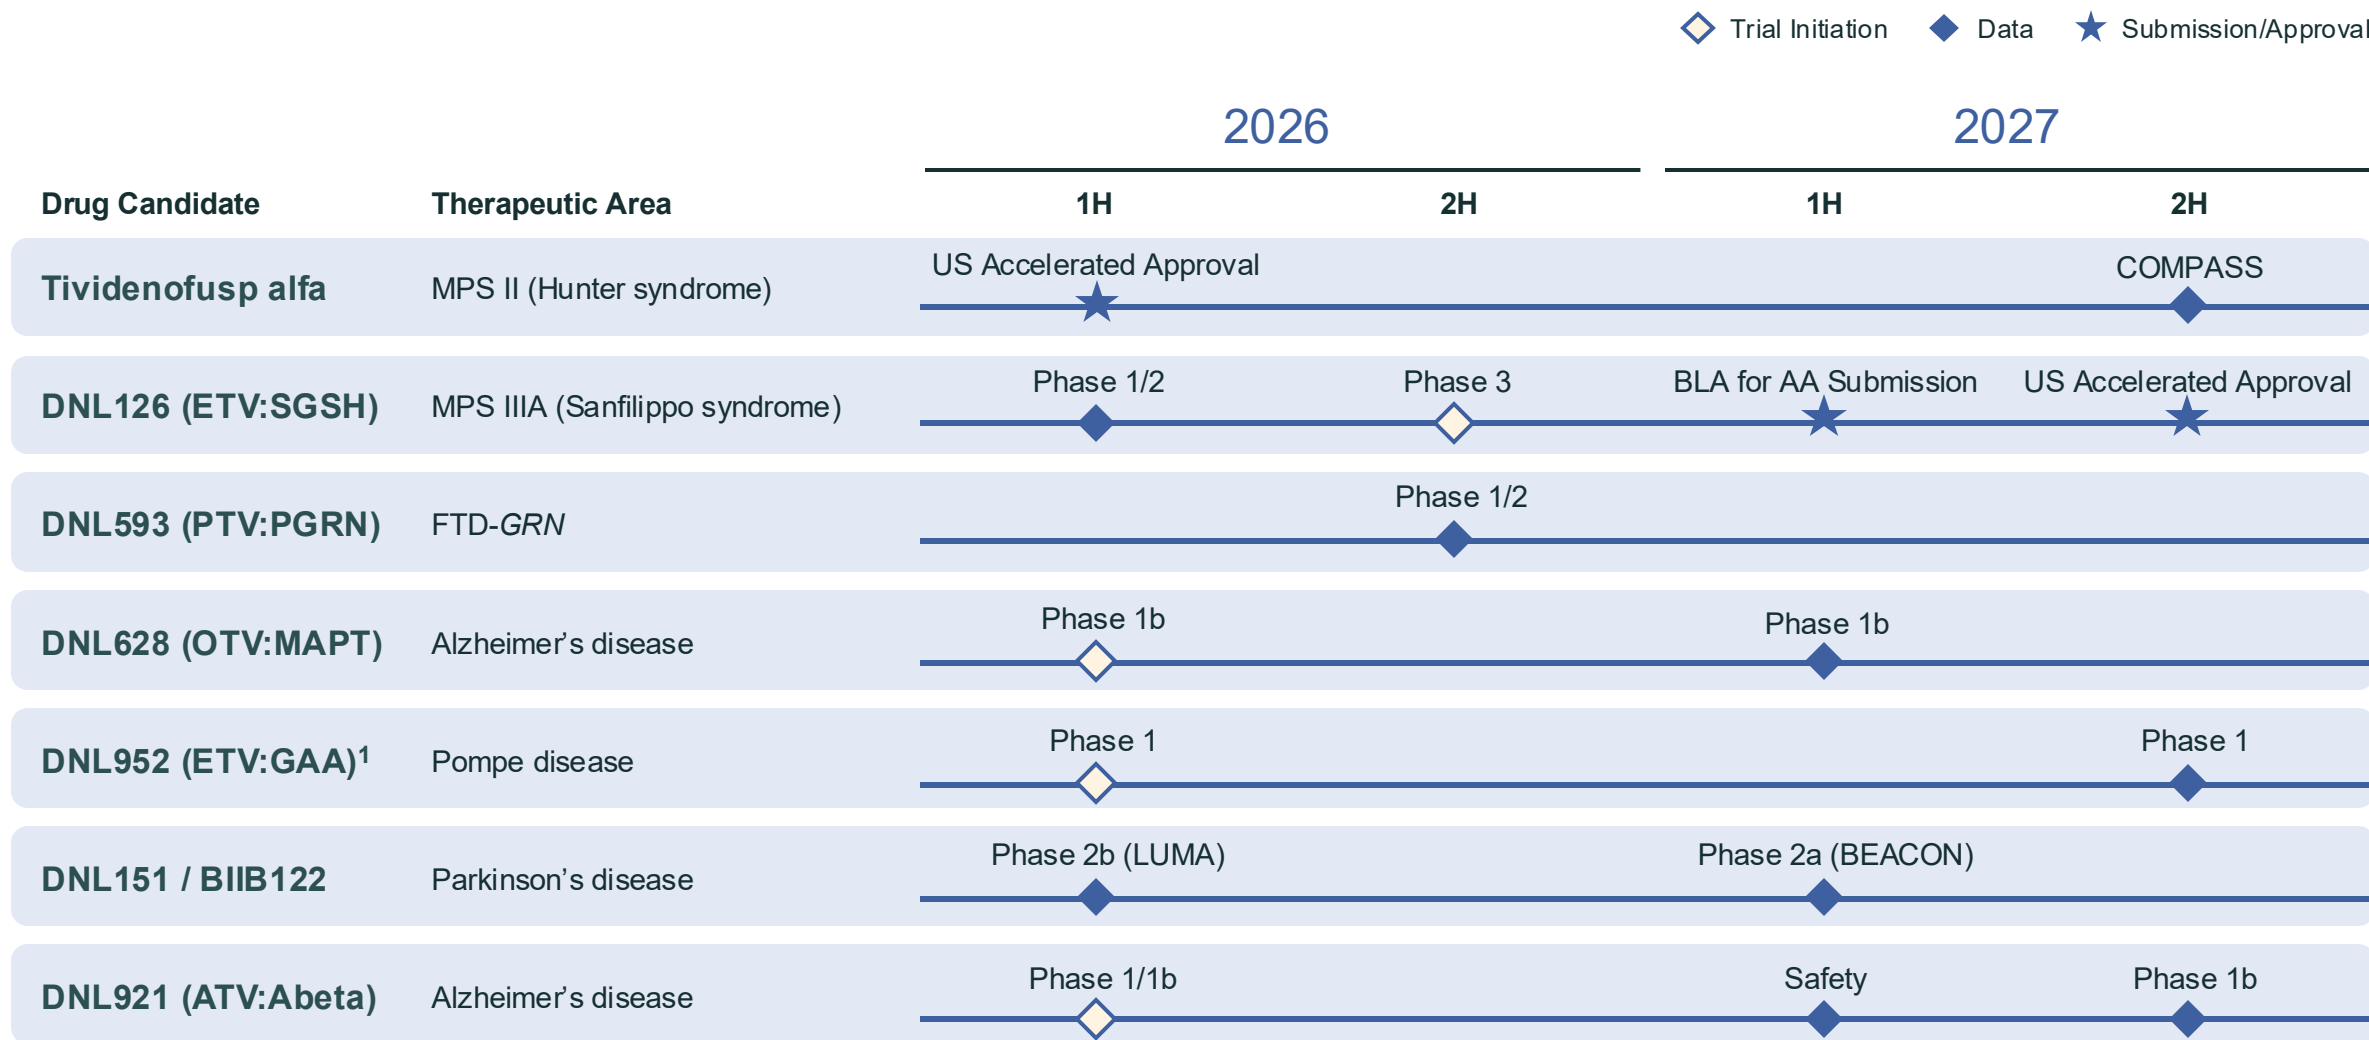 Trial Initiation Data Submission/Approval
2026 2027
Drug Candidate Therapeutic Area 1H 2H 1H 2H
US Accelerated Approval COMPASS
Tividenofusp alfa MPS II (Hunter syndrome)
Phase 1/2 Phase 3 BLA for AA Submission US Accelerated Approval
DNL126 (ETV:SGSH) MPS IIIA (Sanfilippo syndrome)
Phase 1/2
DNL593 (PTV:PGRN) FTD-GRN
Phase 1b Phase 1b
DNL628 (OTV:MAPT) Alzheimer’s disease
Phase 1 Phase 1
DNL952 (ETV:GAA)¹ Pompe disease
Phase 2b (LUMA) Phase 2a (BEACON)
DNL151 / BIIB122 Parkinson’s disease
Phase 1/1b Safety Phase 1b
DNL921 (ATV:Abeta) Alzheimer’s disease